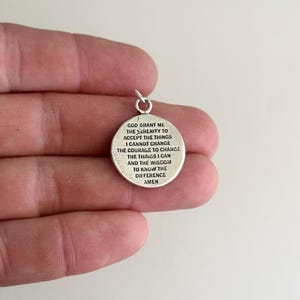 GOD GRANT ME
THE SERENITY TO
ACCEPT THE THINGS
I CANNOT CHANGE
THE COURAGE TO CHANGE
THE THINGS I CAN
AND THE WISDOM
TO KNOW THE
DIFFERENCE
AMEN